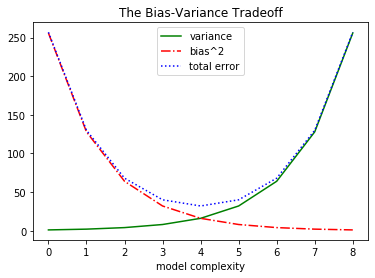 The Bias-Variance Tradeoff
variance
bias^2
total error
250
200
150
100
50
0
0 1 2 3 4 5 6 7 8
model complexity